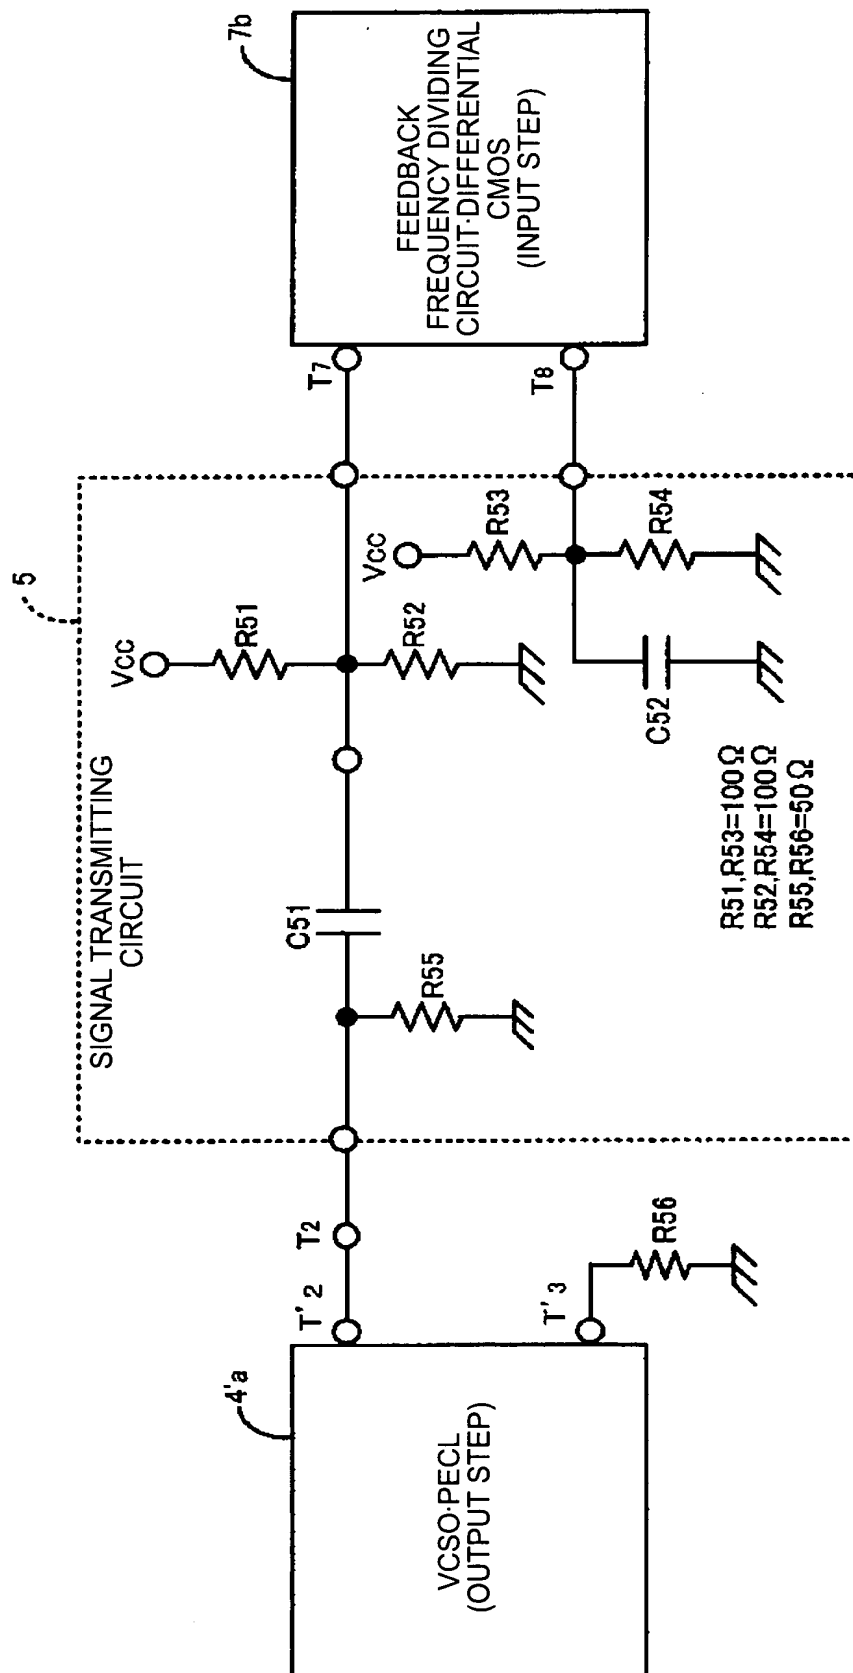 5
SIGNAL TRANSMITTING
CIRCUIT
4'a
VCSO·PECL
(OUTPUT STEP)
T'2
T2
T'3
R56
R55
C51
Vcc
R51
R52
Vcc
R53
R54
C52
R51,R53=100Ω
R52,R54=100Ω
R55,R56=50Ω
T7
T8
7b
FEEDBACK
FREQUENCY DIVIDING
CIRCUIT·DIFFERENTIAL
CMOS
(INPUT STEP)